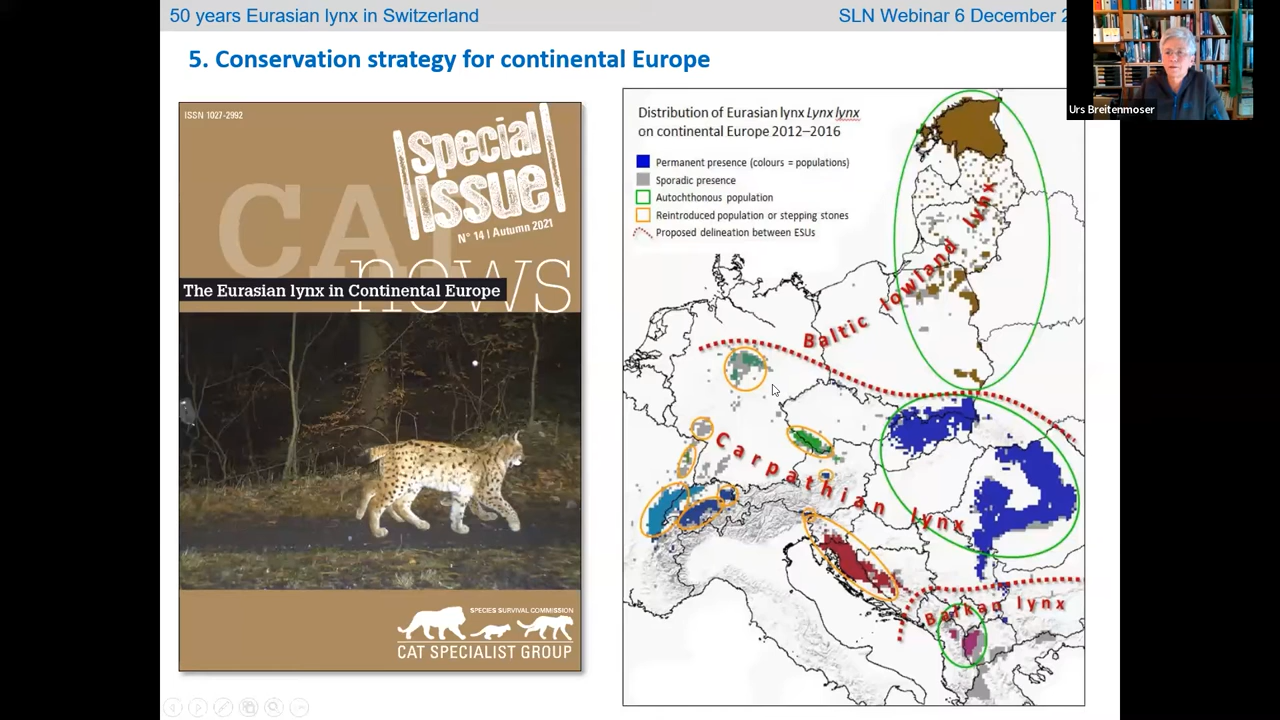 50 years Eurasian lynx in Switzerland
SLN Webinar 6 December
Urs Breitenmoser
5. Conservation strategy for continental Europe
ISSN 1027-2992
Special
Issue
N° 14 | Autumn 2021
CAT
news
The Eurasian lynx in Continental Europe
SPECIES SURVIVAL COMMISSION
CAT SPECIALIST GROUP
Distribution of Eurasian lynx Lynx lynx
on continental Europe 2012–2016
Permanent presence (colours = populations)
Sporadic presence
Autochthonous population
Reintroduced population or stepping stones
Proposed delineation between ESUs
Baltic lowland lynx
Carpathian lynx
Balkan lynx